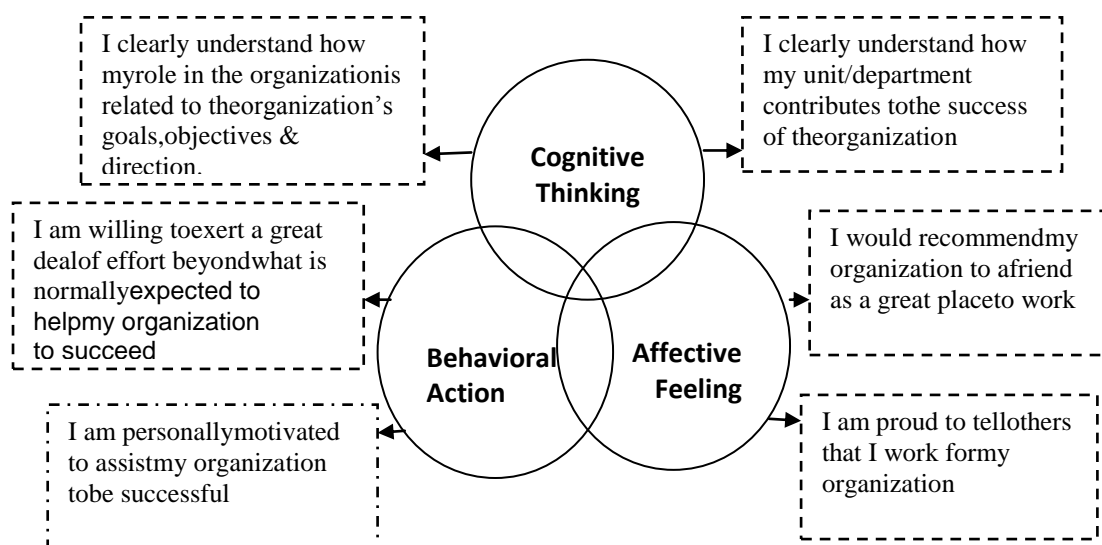 I clearly understand how
myrole in the organizationis
related to theorganization’s
goals,objectives &
direction.
I clearly understand how
my unit/department
contributes tothe success
of theorganization
Cognitive
Thinking
I am willing toexert a great
dealof effort beyondwhat is
normallyexpected to
helpmy organization
to succeed
I would recommendmy
organization to afriend
as a great placeto work
Behavioral
Action
Affective
Feeling
I am personallymotivated
to assistmy organization
tobe successful
I am proud to tellothers
that I work formy
organization